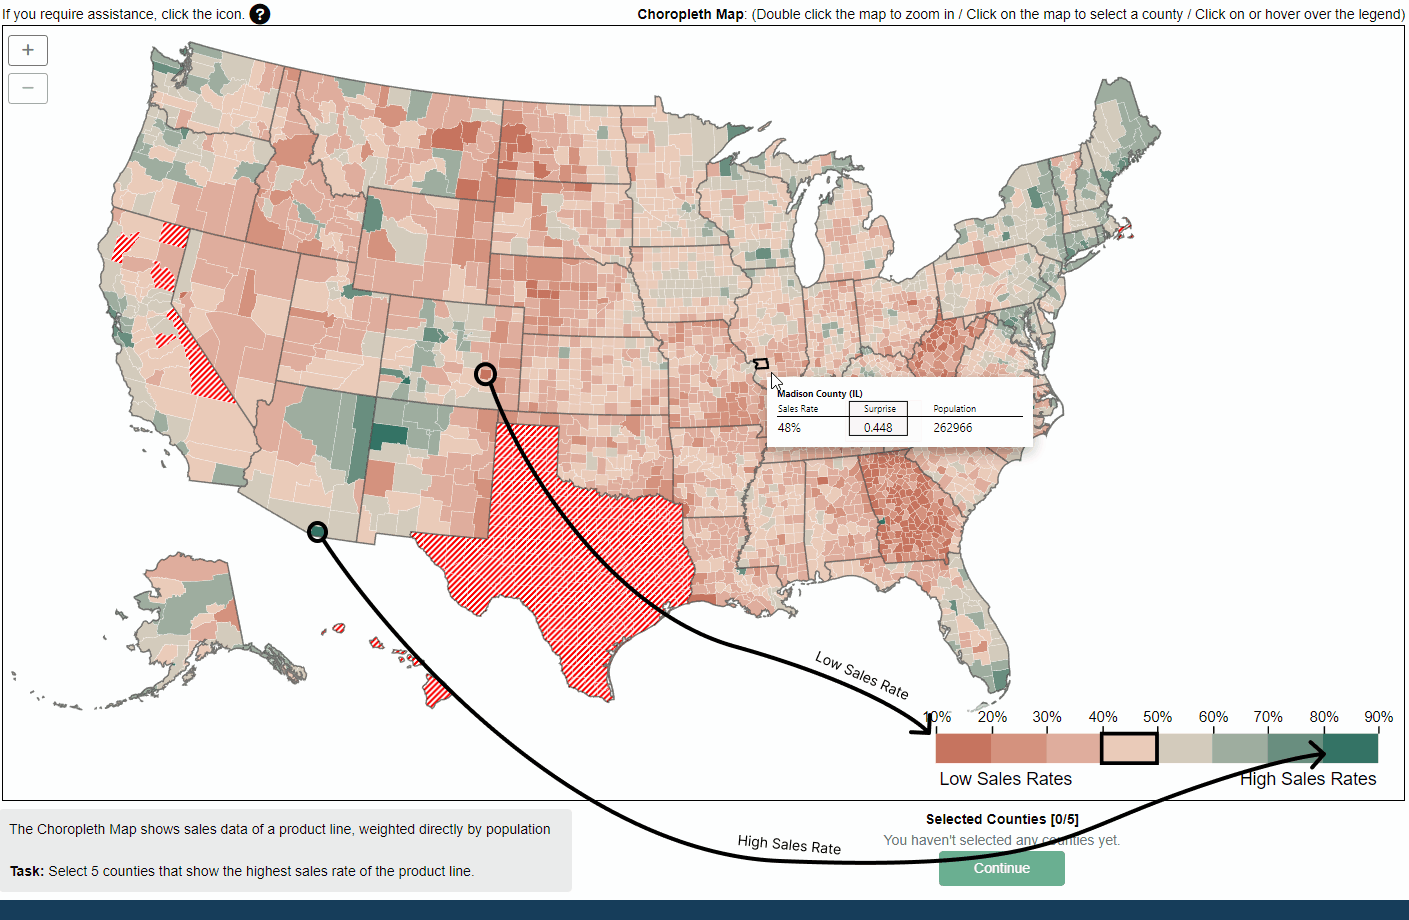 If you require assistance, click the icon. ?
Choropleth Map: (Double click the map to zoom in / Click on the map to select a county / Click on or hover over the legend)
+
−
Madison County (IL)
Sales Rate Surprise Population
48% 0.448 262966
Low Sales Rate
10% 20% 30% 40% 50% 60% 70% 80% 90%
Low Sales Rates High Sales Rates
The Choropleth Map shows sales data of a product line, weighted directly by population
Task: Select 5 counties that show the highest sales rate of the product line.
High Sales Rate
Selected Counties [0/5]
You haven't selected any counties yet.
Continue